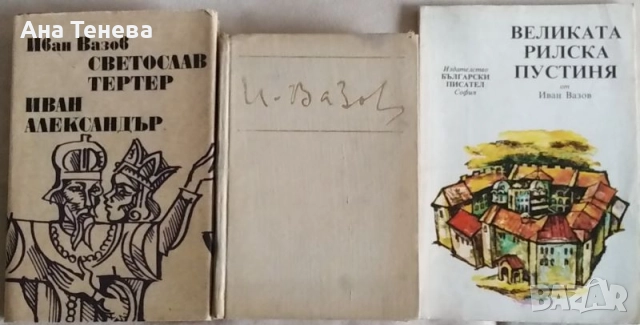 Ана Тенева
Иван Вазов
СВЕТОСЛАВ
ТЕРТЕР
ИВАН
АЛЕКСАНДЪР
И. Вазов
ВЕЛИКАТА
РИЛСКА
ПУСТИНЯ
от
Иван Вазов
Издателство
БЪЛГАРСКИ
ПИСАТЕЛ
София
BAZAR